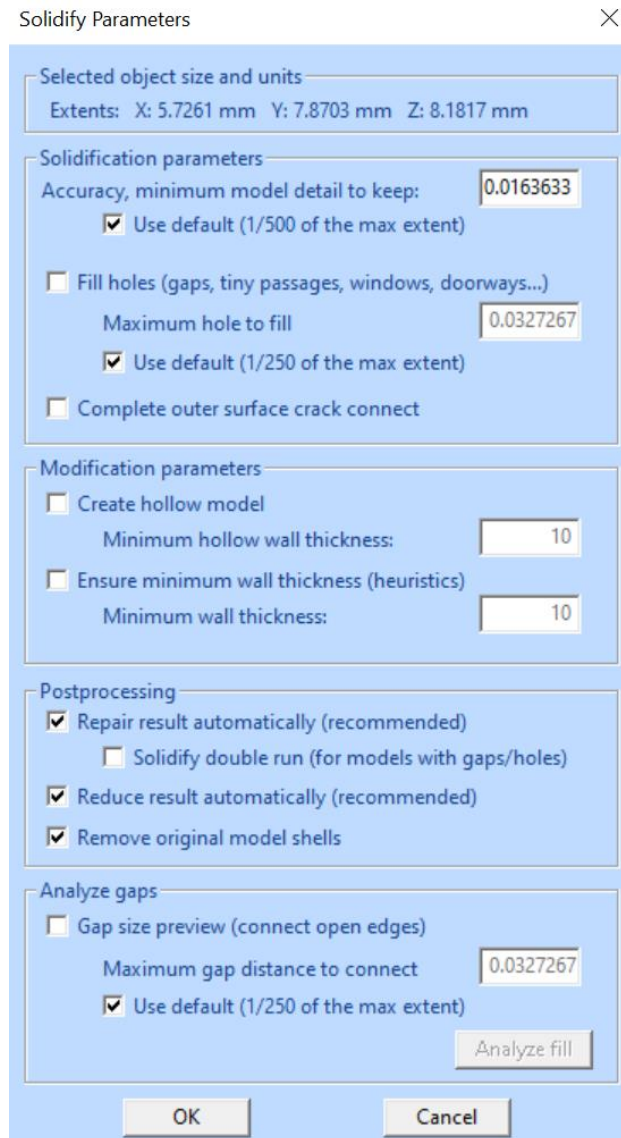 Solidify Parameters
Selected object size and units
Extents: X: 5.7261 mm Y: 7.8703 mm Z: 8.1817 mm
Solidification parameters
Accuracy, minimum model detail to keep: 0.0163633
Use default (1/500 of the max extent)
Fill holes (gaps, tiny passages, windows, doorways...)
Maximum hole to fill 0.0327267
Use default (1/250 of the max extent)
Complete outer surface crack connect
Modification parameters
Create hollow model
Minimum hollow wall thickness: 10
Ensure minimum wall thickness (heuristics)
Minimum wall thickness: 10
Postprocessing
Repair result automatically (recommended)
Solidify double run (for models with gaps/holes)
Reduce result automatically (recommended)
Remove original model shells
Analyze gaps
Gap size preview (connect open edges)
Maximum gap distance to connect 0.0327267
Use default (1/250 of the max extent)
Analyze fill
OK Cancel